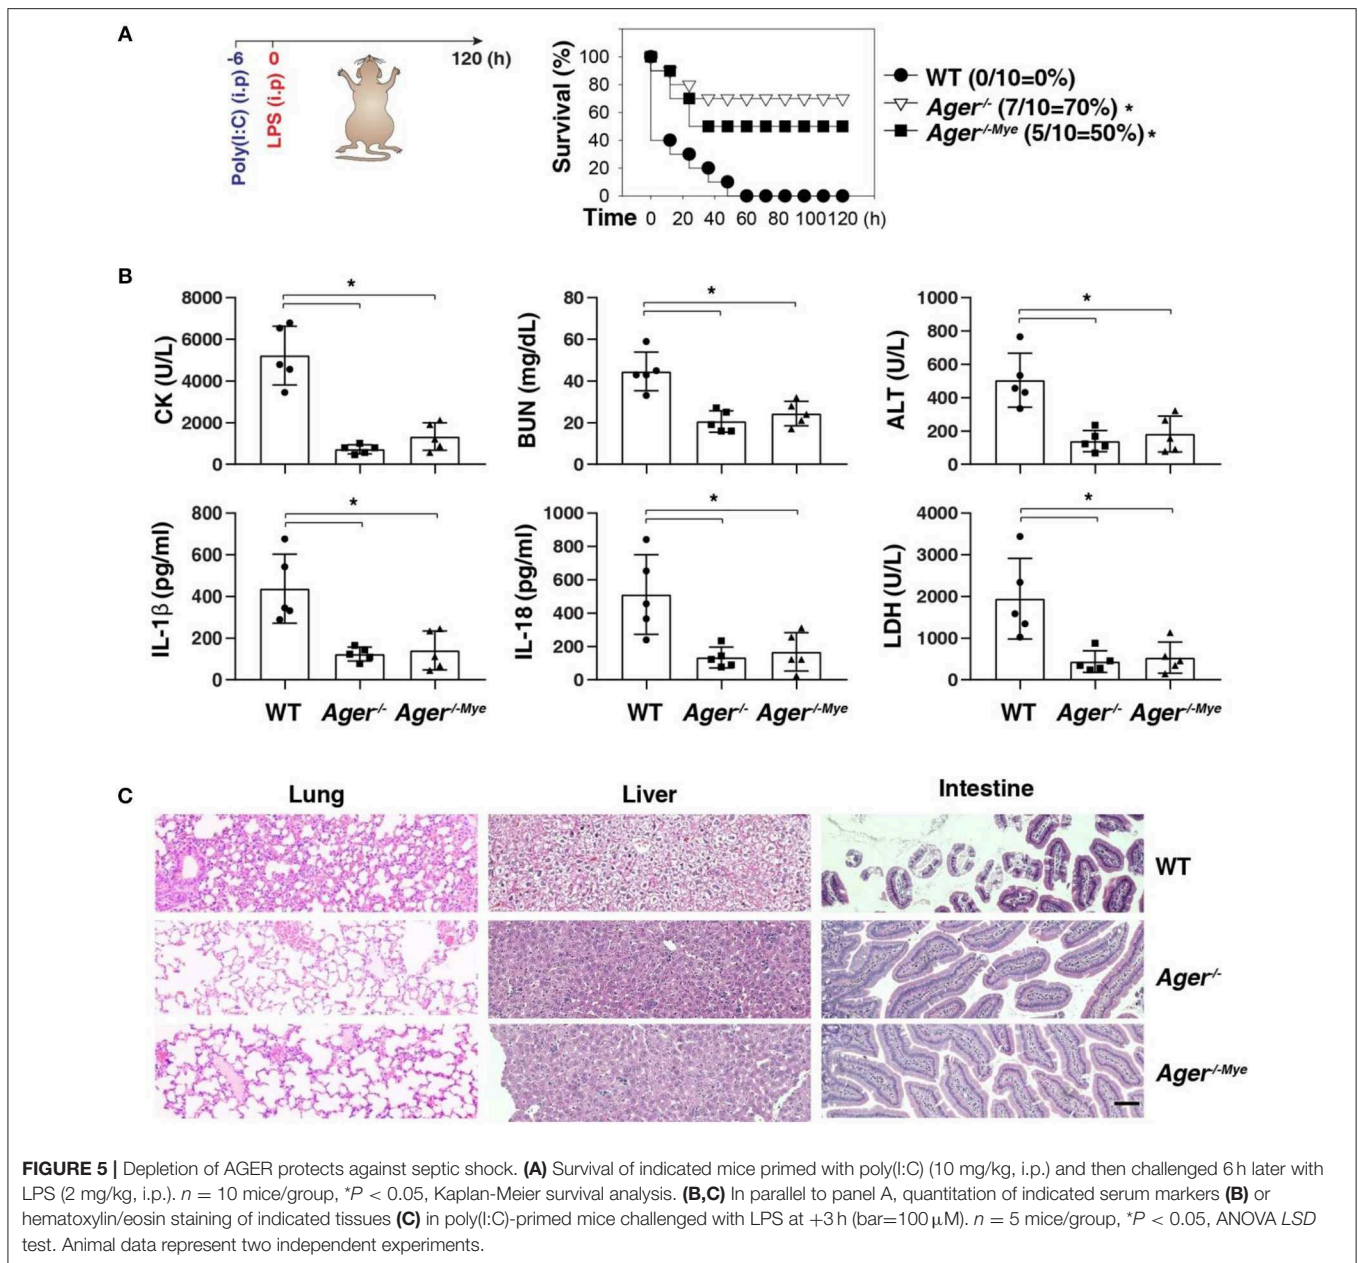 A
-6
0
120 (h)
Poly(I:C) (i.p)
LPS (i.p)
Survival (%)
100
80
60
40
20
0
Time 0 20 40 60 80 100 120 (h)
WT (0/10=0%)
Ager-/- (7/10=70%) *
Ager-/-Mye (5/10=50%) *
B
CK (U/L)
8000
6000
4000
2000
0
*
BUN (mg/dL)
80
60
40
20
0
*
ALT (U/L)
1000
800
600
400
200
0
*
IL-1β (pg/ml)
800
600
400
200
0
*
WT Ager-/- Ager-/-Mye
IL-18 (pg/ml)
1000
800
600
400
200
0
*
WT Ager-/- Ager-/-Mye
LDH (U/L)
4000
3000
2000
1000
0
*
WT Ager-/- Ager-/-Mye
C
Lung Liver Intestine
WT
Ager-/-
Ager-/-Mye
FIGURE 5 | Depletion of AGER protects against septic shock. (A) Survival of indicated mice primed with poly(I:C) (10 mg/kg, i.p.) and then challenged 6 h later with
LPS (2 mg/kg, i.p.). n = 10 mice/group, *P < 0.05, Kaplan-Meier survival analysis. (B,C) In parallel to panel A, quantitation of indicated serum markers (B) or
hematoxylin/eosin staining of indicated tissues (C) in poly(I:C)-primed mice challenged with LPS at +3 h (bar=100 µM). n = 5 mice/group, *P < 0.05, ANOVA LSD
test. Animal data represent two independent experiments.